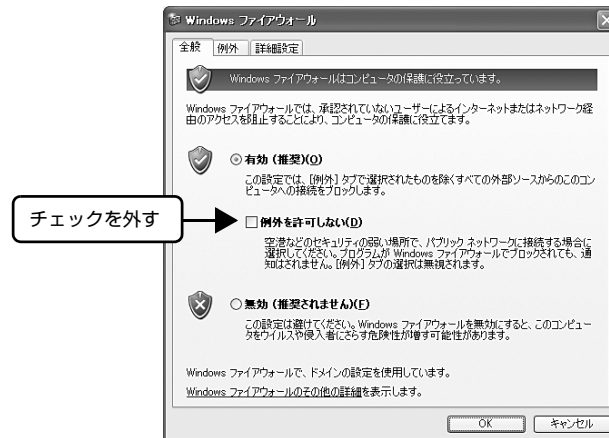 Windows ファイアウォール
全般 例外 詳細設定
Windows ファイアウォールはコンピュータの保護に役立っています。
Windows ファイアウォールでは、承認されていないユーザーによるインターネットまたはネットワーク経
由のアクセスを阻止することにより、コンピュータの保護に役立てます。
有効 (推奨)(O)
この設定では、[例外] タブで選択されたものを除くすべての外部ソースからのこのコン
ピュータへの接続をブロックします。
チェックを外す
例外を許可しない(D)
空港などのセキュリティの弱い場所で、パブリック ネットワークに接続する場合に
選択してください。プログラムが Windows ファイアウォールでブロックされても、通
知はされません。[例外] タブの選択は無視されます。
無効 (推奨されません)(F)
この設定は避けてください。Windows ファイアウォールを無効にすると、このコンピュー
タをウイルスや侵入者にさらす危険性が増す可能性があります。
Windows ファイアウォールで、ドメインの設定を使用しています。
Windows ファイアウォールのその他の詳細を表示します。
OK キャンセル